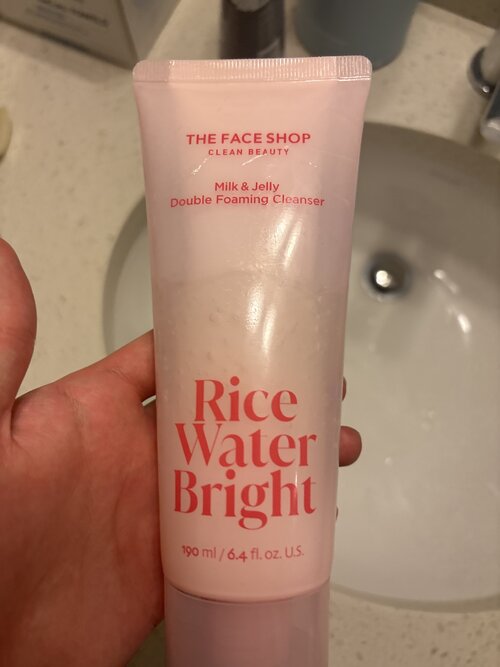 THE FACE SHOP
CLEAN BEAUTY
Milk & Jelly
Double Foaming Cleanser
Rice
Water
Bright
190 ml / 6.4 fl. oz. U.S.